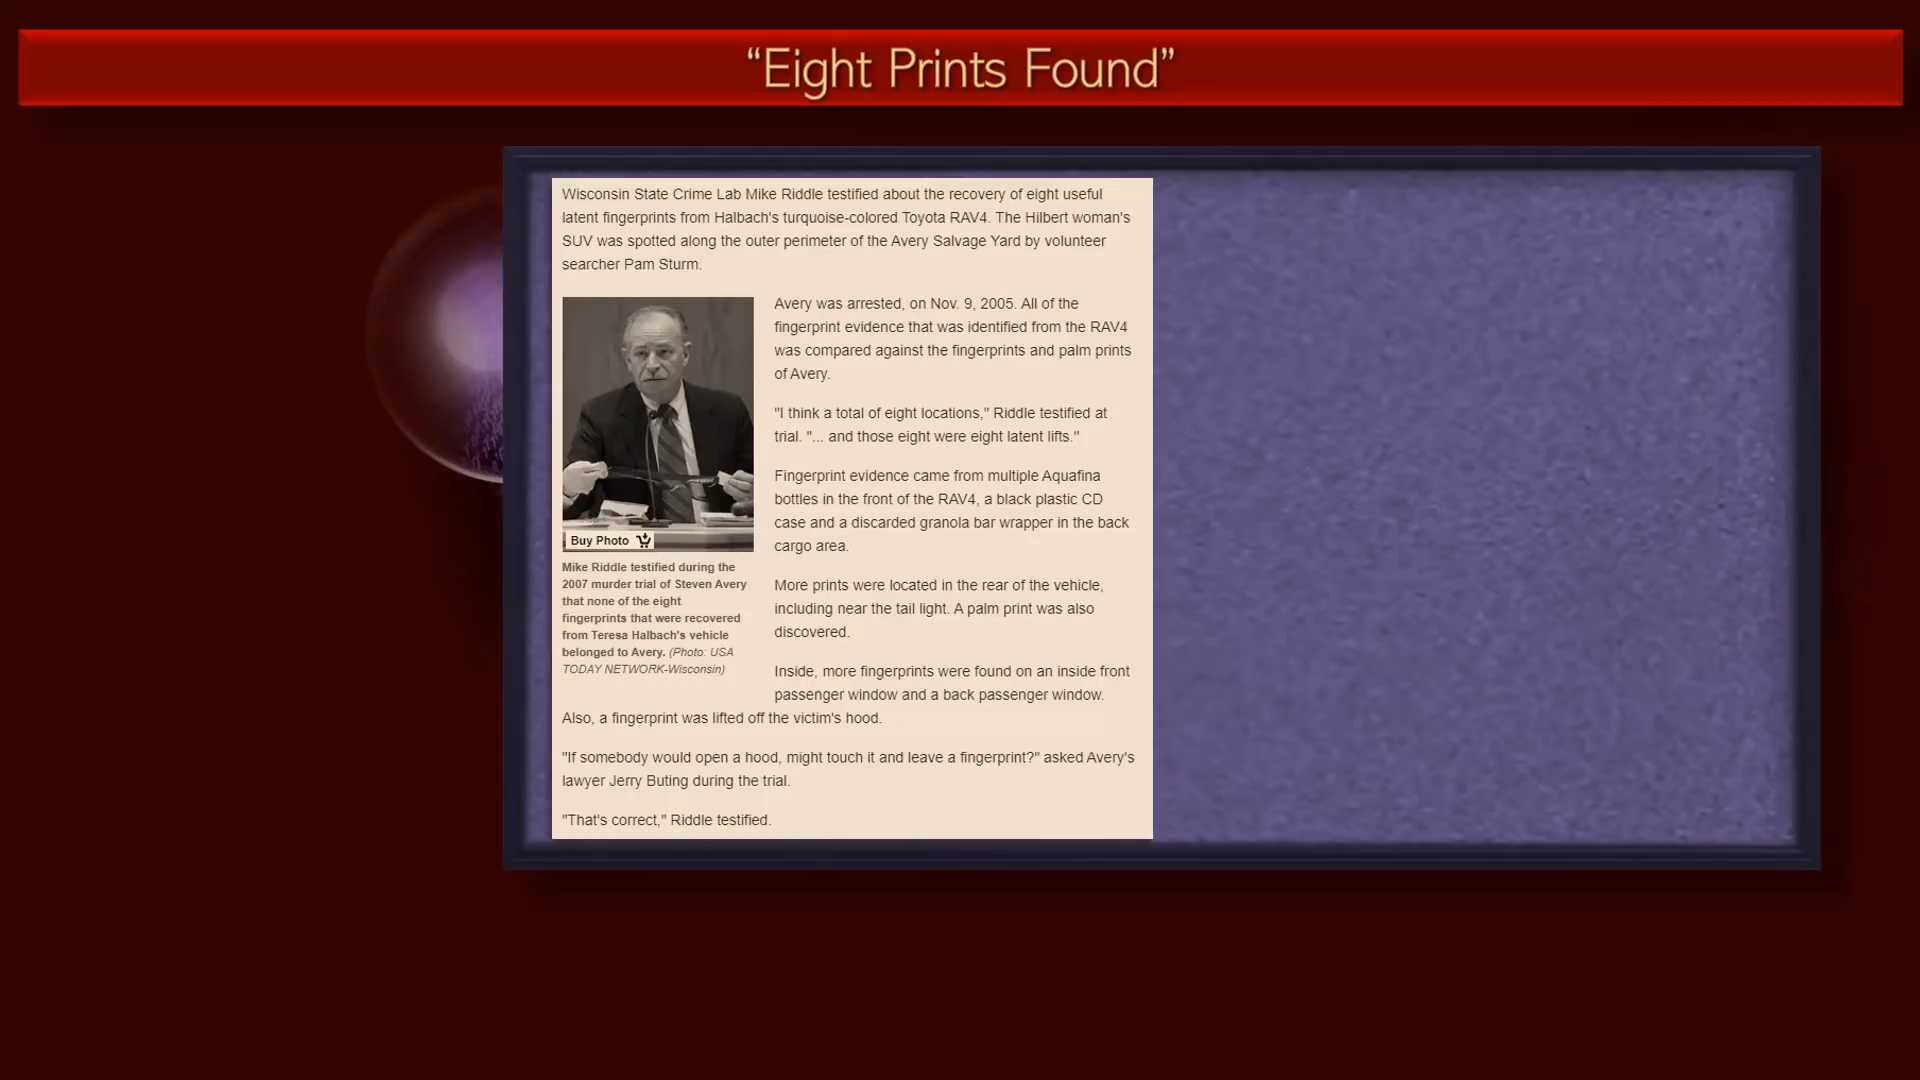 “Eight Prints Found”
Wisconsin State Crime Lab Mike Riddle testified about the recovery of eight useful
latent fingerprints from Halbach's turquoise-colored Toyota RAV4. The Hilbert woman's
SUV was spotted along the outer perimeter of the Avery Salvage Yard by volunteer
searcher Pam Sturm.
Buy Photo
Mike Riddle testified during the
2007 murder trial of Steven Avery
that none of the eight
fingerprints that were recovered
from Teresa Halbach's vehicle
belonged to Avery. (Photo: USA
TODAY NETWORK-Wisconsin)
Avery was arrested, on Nov. 9, 2005. All of the
fingerprint evidence that was identified from the RAV4
was compared against the fingerprints and palm prints
of Avery.
"I think a total of eight locations," Riddle testified at
trial. "... and those eight were eight latent lifts."
Fingerprint evidence came from multiple Aquafina
bottles in the front of the RAV4, a black plastic CD
case and a discarded granola bar wrapper in the back
cargo area.
More prints were located in the rear of the vehicle,
including near the tail light. A palm print was also
discovered.
Inside, more fingerprints were found on an inside front
passenger window and a back passenger window.
Also, a fingerprint was lifted off the victim's hood.
"If somebody would open a hood, might touch it and leave a fingerprint?" asked Avery's
lawyer Jerry Buting during the trial.
"That's correct," Riddle testified.